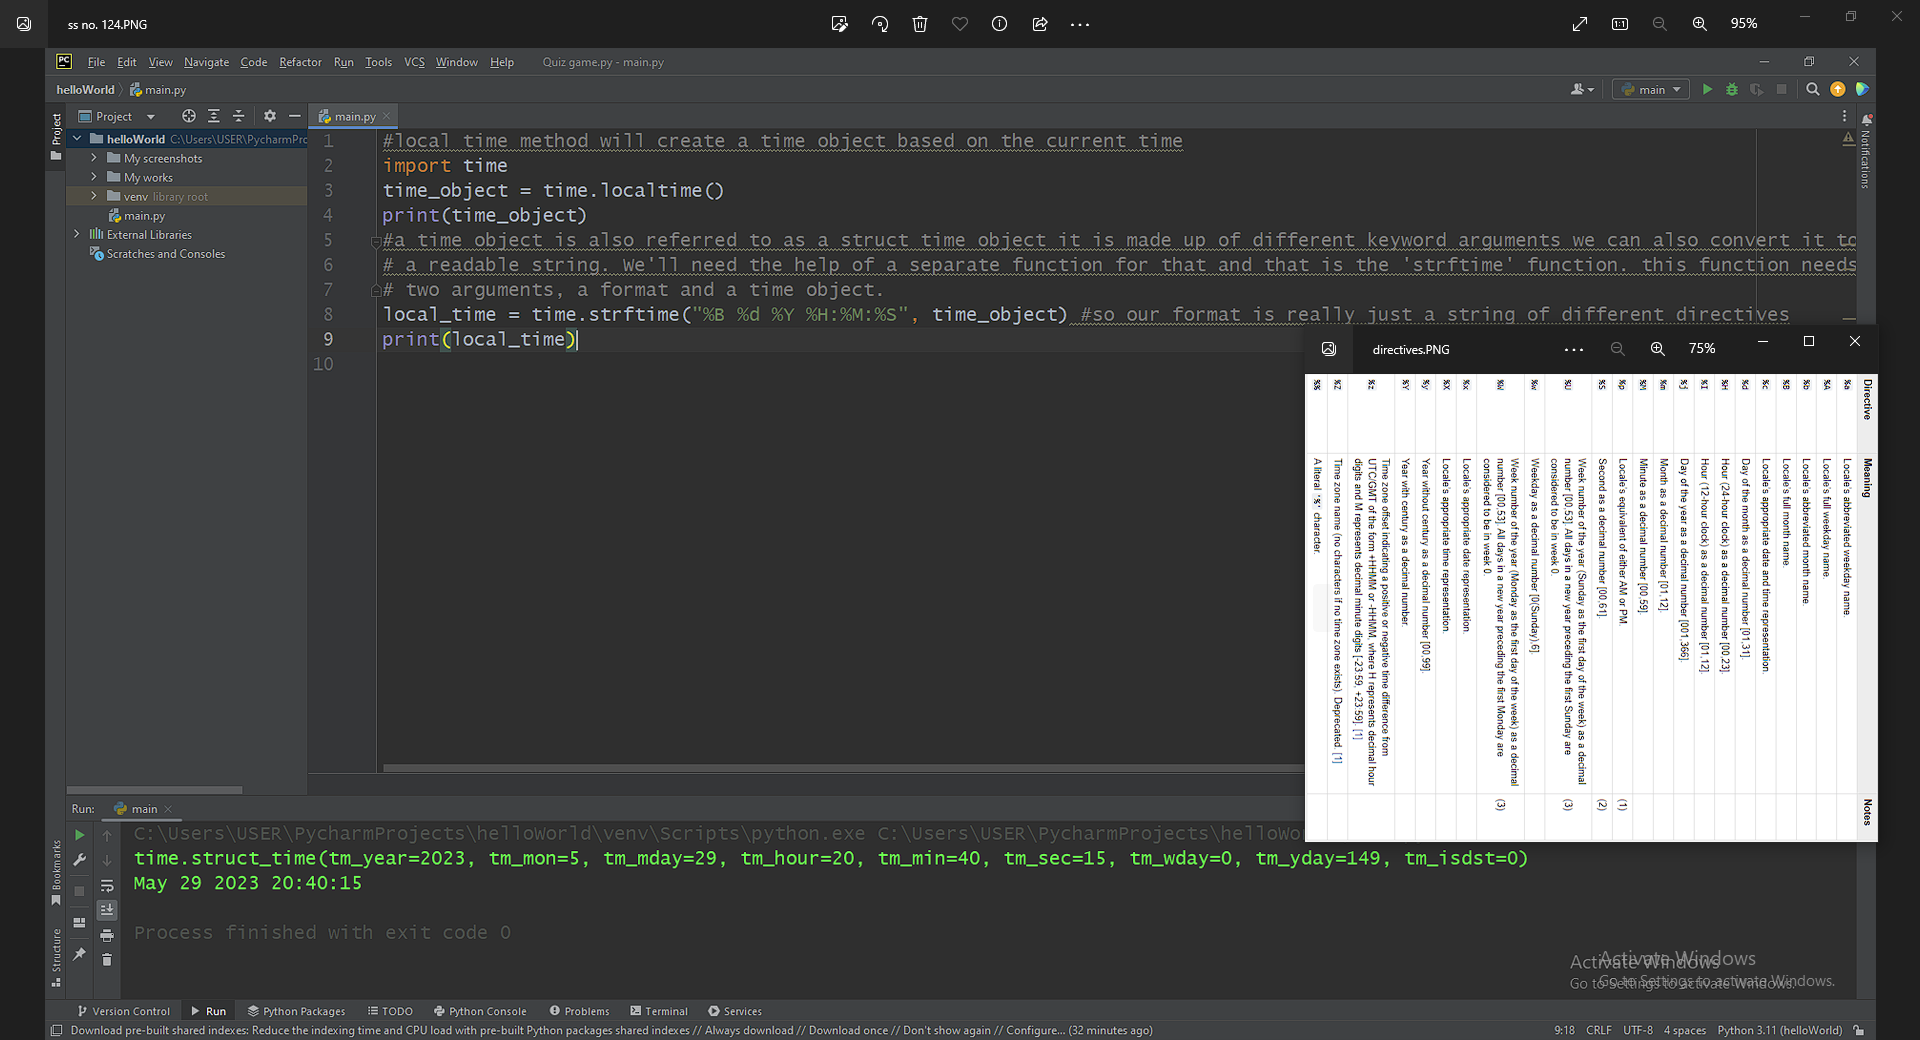 ss no. 124.PNG
95%
File Edit View Navigate Code Refactor Run Tools VCS Window Help Quiz game.py - main.py
helloWorld main.py
main
Project
main.py
helloWorld C:\Users\USER\PycharmPro
My screenshots
My works
venv library root
main.py
External Libraries
Scratches and Consoles
Project
Notifications
1 #local time method will create a time object based on the current time
2 import time
3 time_object = time.localtime()
4 print(time_object)
5 #a time object is also referred to as a struct time object it is made up of different keyword arguments we can also convert it to
6 # a readable string. We'll need the help of a separate function for that and that is the 'strftime' function. this function needs
7 # two arguments, a format and a time object.
8 local_time = time.strftime("%B %d %Y %H:%M:%S", time_object) #so our format is really just a string of different directives
9 print(local_time)
10
directives.PNG
75%
Directive Meaning Notes
%a Locale's abbreviated weekday name.
%A Locale's full weekday name.
%b Locale's abbreviated month name.
%B Locale's full month name.
%c Locale's appropriate date and time representation.
%d Day of the month as a decimal number [01,31].
%H Hour (24-hour clock) as a decimal number [00,23].
%I Hour (12-hour clock) as a decimal number [01,12].
%j Day of the year as a decimal number [001,366].
%m Month as a decimal number [01,12].
%M Minute as a decimal number [00,59].
%p Locale's equivalent of either AM or PM. (1)
%S Second as a decimal number [00,61]. (2)
%U Week number of the year (Sunday as the first day of the week) as a decimal (3)
number [00,53]. All days in a new year preceding the first Sunday are
considered to be in week 0.
%w Weekday as a decimal number [0(Sunday),6].
%W Week number of the year (Monday as the first day of the week) as a decimal (3)
number [00,53]. All days in a new year preceding the first Monday are
considered to be in week 0.
%x Locale's appropriate date representation.
%X Locale's appropriate time representation.
%y Year without century as a decimal number [00,99].
%Y Year with century as a decimal number.
%z Time zone offset indicating a positive or negative time difference from
UTC/GMT of the form +HHMM or -HHMM, where H represents decimal hour
digits and M represents decimal minute digits [-23:59, +23:59]. [1]
%Z Time zone name (no characters if no time zone exists). Deprecated. [1]
%% A literal '%' character.
Run: main
C:\Users\USER\PycharmProjects\helloWorld\venv\Scripts\python.exe C:\Users\USER\PycharmProjects\helloWor
time.struct_time(tm_year=2023, tm_mon=5, tm_mday=29, tm_hour=20, tm_min=40, tm_sec=15, tm_wday=0, tm_yday=149, tm_isdst=0)
May 29 2023 20:40:15
Process finished with exit code 0
Bookmarks
Structure
Activate Windows
Go to Settings to activate Windows.
Activate Windows
Go to Settings to activate Windows.
Version Control Run Python Packages TODO Python Console Problems Terminal Services
Download pre-built shared indexes: Reduce the indexing time and CPU load with pre-built Python packages shared indexes // Always download // Download once // Don't show again // Configure... (32 minutes ago)
9:18 CRLF UTF-8 4 spaces Python 3.11 (helloWorld)